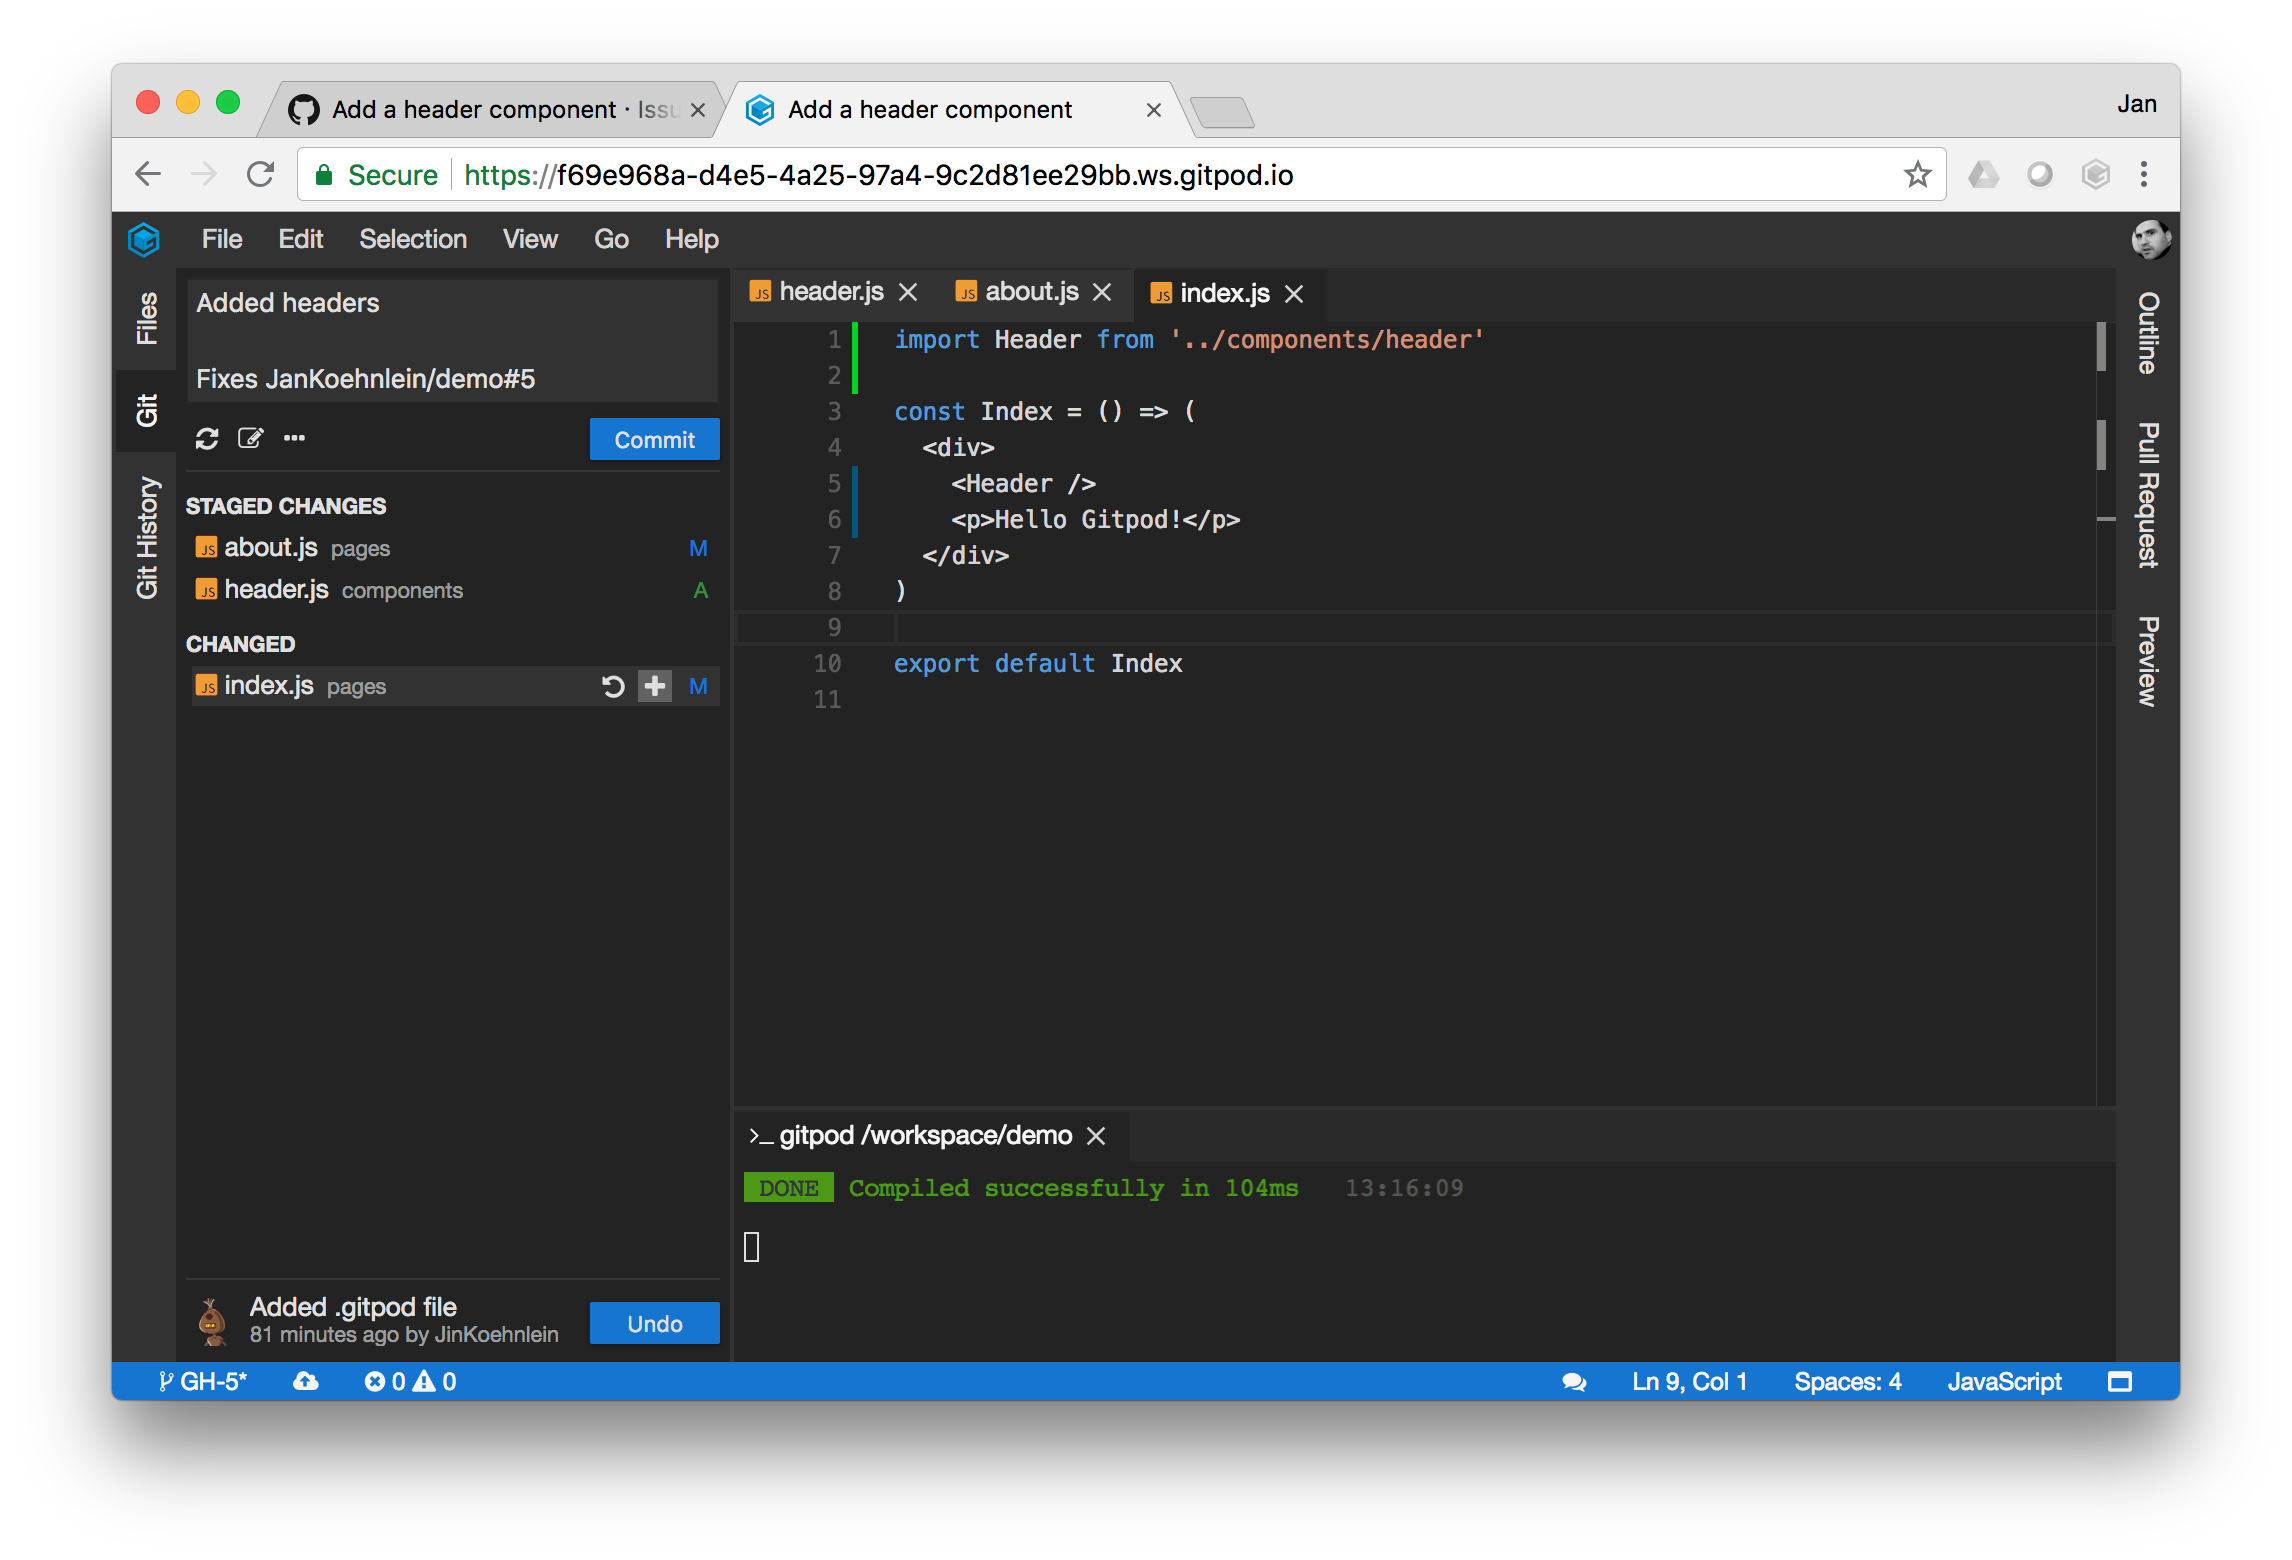 Add a header component · Issu
Add a header component
Jan
Secure
https://f69e968a-d4e5-4a25-97a4-9c2d81ee29bb.ws.gitpod.io
File Edit Selection View Go Help
Files
Git
Git History
Added headers
Fixes JanKoehnlein/demo#5
Commit
STAGED CHANGES
JS about.js pages M
JS header.js components A
CHANGED
JS index.js pages M
Added .gitpod file
81 minutes ago by JinKoehnlein
Undo
JS header.js
JS about.js
JS index.js
1 import Header from '../components/header'
2
3 const Index = () => (
4 <div>
5 <Header />
6 <p>Hello Gitpod!</p>
7 </div>
8 )
9
10 export default Index
11
>_ gitpod /workspace/demo
DONE Compiled successfully in 104ms 13:16:09
Outline
Pull Request
Preview
GH-5* 0 0
Ln 9, Col 1 Spaces: 4 JavaScript